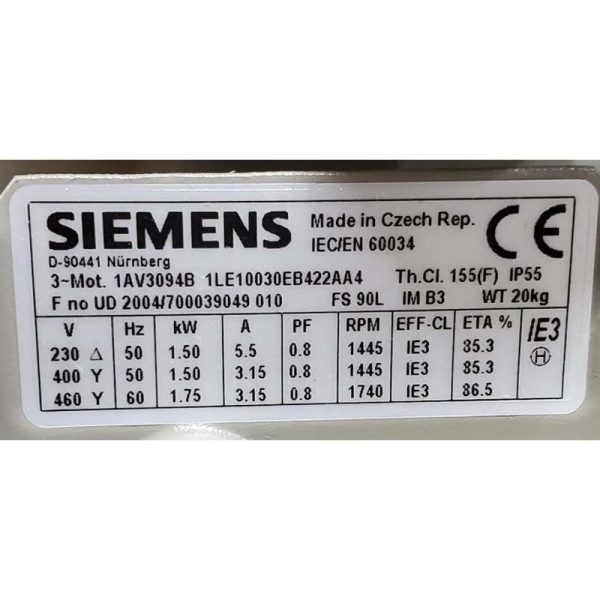 SIEMENS Made in Czech Rep. CE
D-90441 Nürnberg IEC/EN 60034
3~Mot. 1AV3094B 1LE10030EB422AA4 Th.Cl. 155(F) IP55
F no UD 2004/700039049 010 FS 90L IM B3 WT 20kg
V Hz kW A PF RPM EFF-CL ETA % IE3
230 Δ 50 1.50 5.5 0.8 1445 IE3 85.3 H
400 Y 50 1.50 3.15 0.8 1445 IE3 85.3
460 Y 60 1.75 3.15 0.8 1740 IE3 86.5